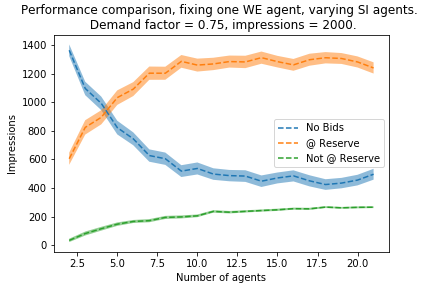 Performance comparison, fixing one WE agent, varying SI agents.
Demand factor = 0.75, impressions = 2000.
1400
1200
1000
800
600
400
200
0
Impressions
No Bids
@ Reserve
Not @ Reserve
2.5 5.0 7.5 10.0 12.5 15.0 17.5 20.0
Number of agents